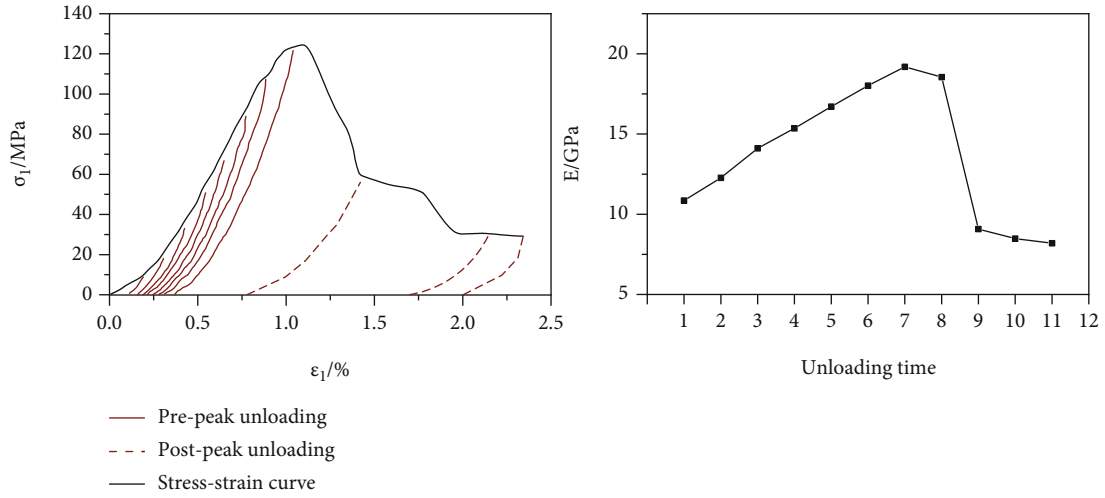 140
120
100
80
60
40
20
0
σ1/MPa
0.0 0.5 1.0 1.5 2.0 2.5
ε1/%
Pre-peak unloading
Post-peak unloading
Stress-strain curve
20
15
10
5
E/GPa
1 2 3 4 5 6 7 8 9 10 11 12
Unloading time